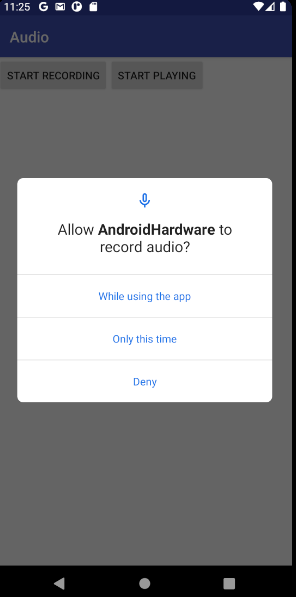 11:25
Audio
START RECORDING START PLAYING
Allow AndroidHardware to
record audio?
While using the app
Only this time
Deny